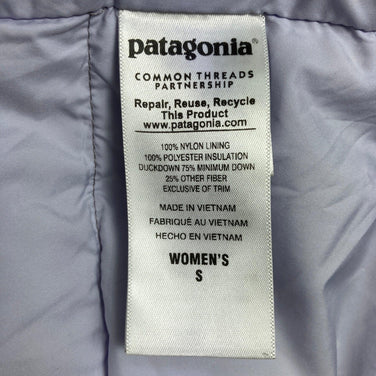 patagonia®
COMMON THREADS
PARTNERSHIP
Repair, Reuse, Recycle
This Product
www.patagonia.com
100% NYLON LINING
100% POLYESTER INSULATION
DUCKDOWN 75% MINIMUM DOWN
25% OTHER FIBER
EXCLUSIVE OF TRIM
MADE IN VIETNAM
FABRIQUÉ AU VIETNAM
HECHO EN VIETNAM
WOMEN'S
S